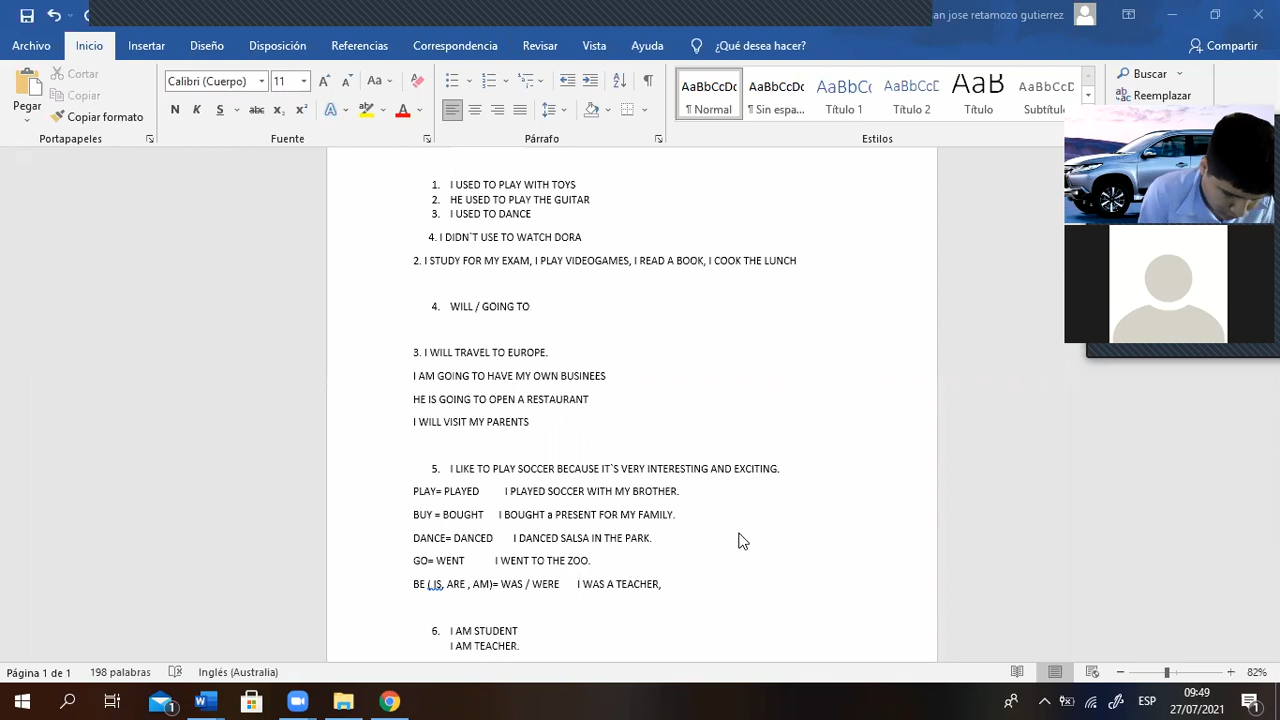 an jose retamozo gutierrez
Archivo Inicio Insertar Diseño Disposición Referencias Correspondencia Revisar Vista Ayuda ¿Qué desea hacer? Compartir
Pegar
Cortar
Copiar
Copiar formato
Portapapeles
Calibri (Cuerpo) 11
N K S abc x₂ x²
Fuente
Párrafo
AaBbCcDc AaBbCcDc AaBbCc AaBbCcD AaB AaBbCcD
¶ Normal ¶ Sin espa... Título 1 Título 2 Título Subtítulo
Estilos
Buscar
Reemplazar
1. I USED TO PLAY WITH TOYS
2. HE USED TO PLAY THE GUITAR
3. I USED TO DANCE
4. I DIDN`T USE TO WATCH DORA
2. I STUDY FOR MY EXAM, I PLAY VIDEOGAMES, I READ A BOOK, I COOK THE LUNCH
4. WILL / GOING TO
3. I WILL TRAVEL TO EUROPE.
I AM GOING TO HAVE MY OWN BUSINEES
HE IS GOING TO OPEN A RESTAURANT
I WILL VISIT MY PARENTS
5. I LIKE TO PLAY SOCCER BECAUSE IT`S VERY INTERESTING AND EXCITING.
PLAY= PLAYED I PLAYED SOCCER WITH MY BROTHER.
BUY = BOUGHT I BOUGHT a PRESENT FOR MY FAMILY.
DANCE= DANCED I DANCED SALSA IN THE PARK.
GO= WENT I WENT TO THE ZOO.
BE ( IS, ARE , AM)= WAS / WERE I WAS A TEACHER,
6. I AM STUDENT
I AM TEACHER.
Página 1 de 1 198 palabras Inglés (Australia) 82%
ESP
09:49
27/07/2021